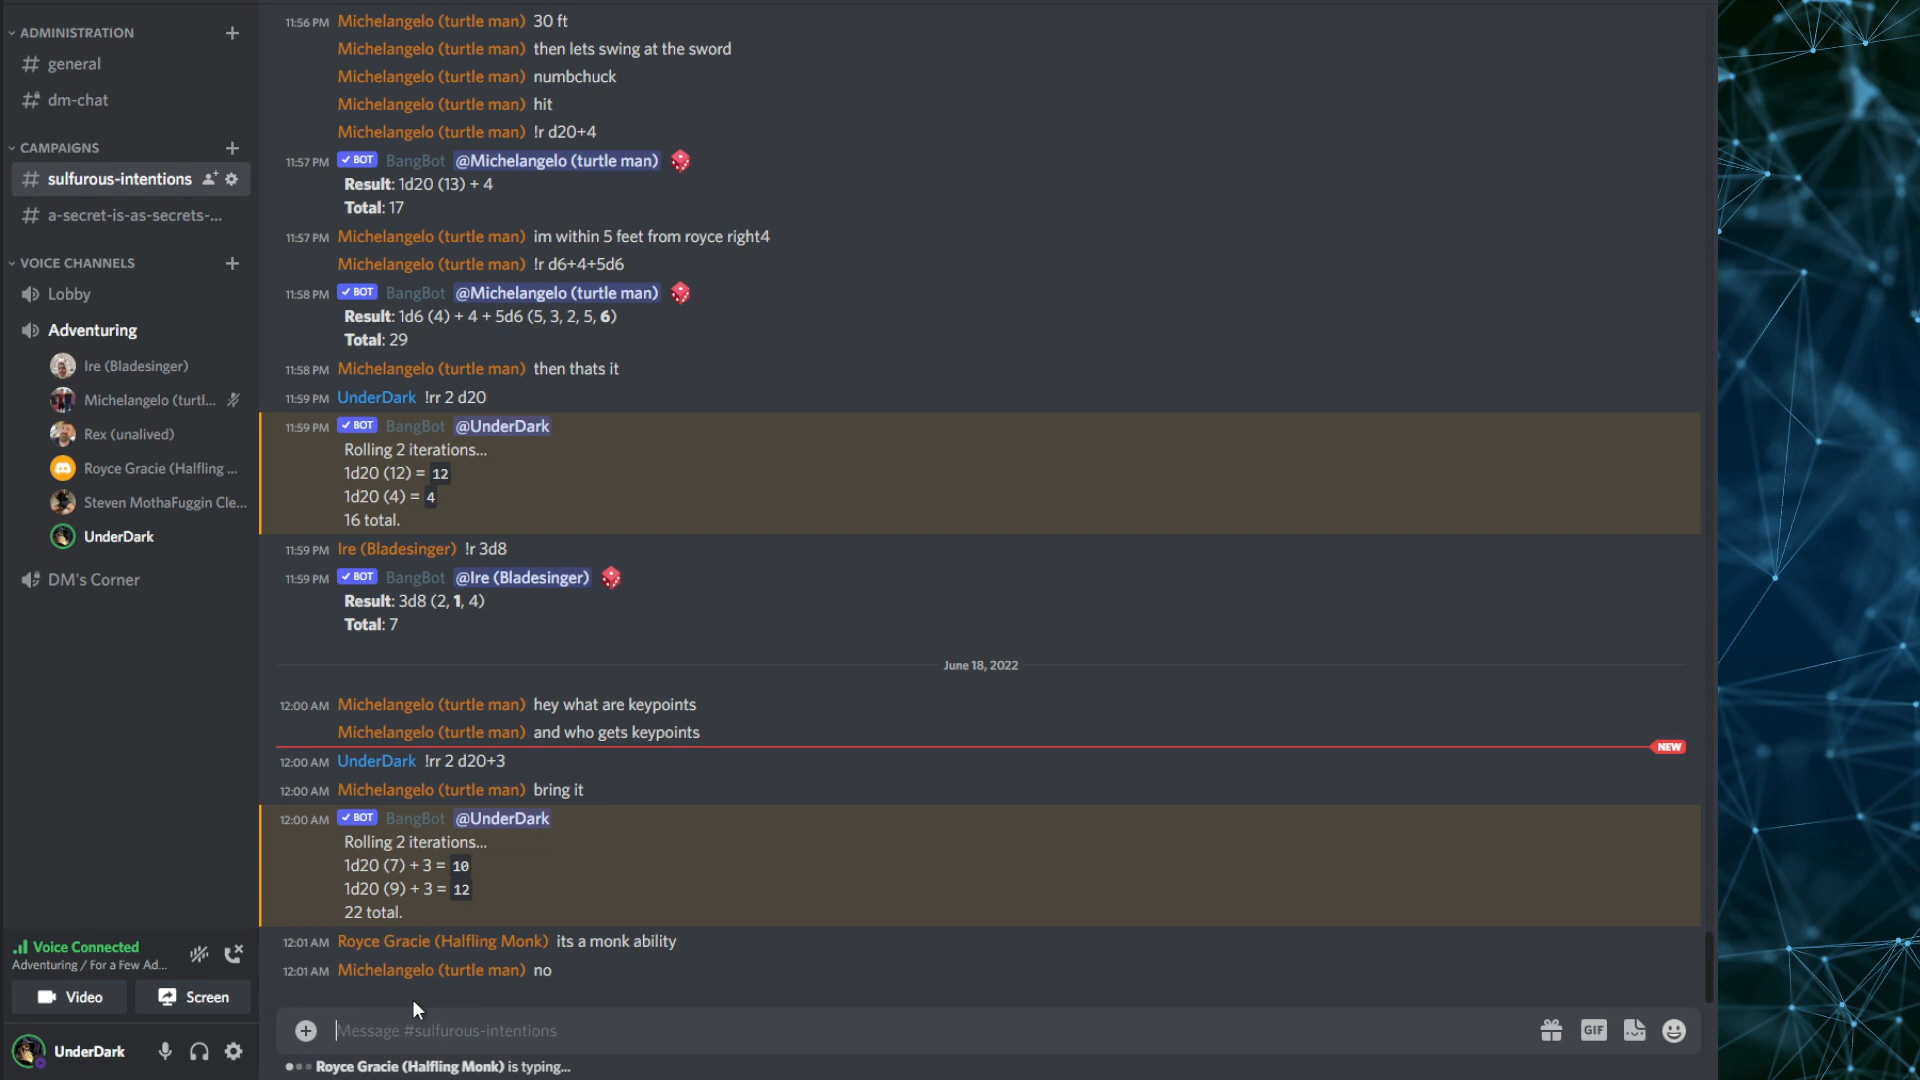 ADMINISTRATION
general
dm-chat
CAMPAIGNS
sulfurous-intentions
a-secret-is-as-secrets-...
VOICE CHANNELS
Lobby
Adventuring
Ire (Bladesinger)
Michelangelo (turtl...
Rex (unalived)
Royce Gracie (Halfling ...
Steven MothaFuggin Cle...
UnderDark
DM's Corner
Voice Connected
Adventuring / For a Few Ad...
Video Screen
UnderDark
11:56 PM Michelangelo (turtle man) 30 ft
Michelangelo (turtle man) then lets swing at the sword
Michelangelo (turtle man) numbchuck
Michelangelo (turtle man) hit
Michelangelo (turtle man) !r d20+4
11:57 PM ✓ BOT BangBot @Michelangelo (turtle man)
Result: 1d20 (13) + 4
Total: 17
11:57 PM Michelangelo (turtle man) im within 5 feet from royce right4
Michelangelo (turtle man) !r d6+4+5d6
11:58 PM ✓ BOT BangBot @Michelangelo (turtle man)
Result: 1d6 (4) + 4 + 5d6 (5, 3, 2, 5, 6)
Total: 29
11:58 PM Michelangelo (turtle man) then thats it
11:59 PM UnderDark !rr 2 d20
11:59 PM ✓ BOT BangBot @UnderDark
Rolling 2 iterations...
1d20 (12) = 12
1d20 (4) = 4
16 total.
11:59 PM Ire (Bladesinger) !r 3d8
11:59 PM ✓ BOT BangBot @Ire (Bladesinger)
Result: 3d8 (2, 1, 4)
Total: 7
June 18, 2022
12:00 AM Michelangelo (turtle man) hey what are keypoints
Michelangelo (turtle man) and who gets keypoints
NEW
12:00 AM UnderDark !rr 2 d20+3
12:00 AM Michelangelo (turtle man) bring it
12:00 AM ✓ BOT BangBot @UnderDark
Rolling 2 iterations...
1d20 (7) + 3 = 10
1d20 (9) + 3 = 12
22 total.
12:01 AM Royce Gracie (Halfling Monk) its a monk ability
12:01 AM Michelangelo (turtle man) no
Message #sulfurous-intentions
GIF
Royce Gracie (Halfling Monk) is typing...